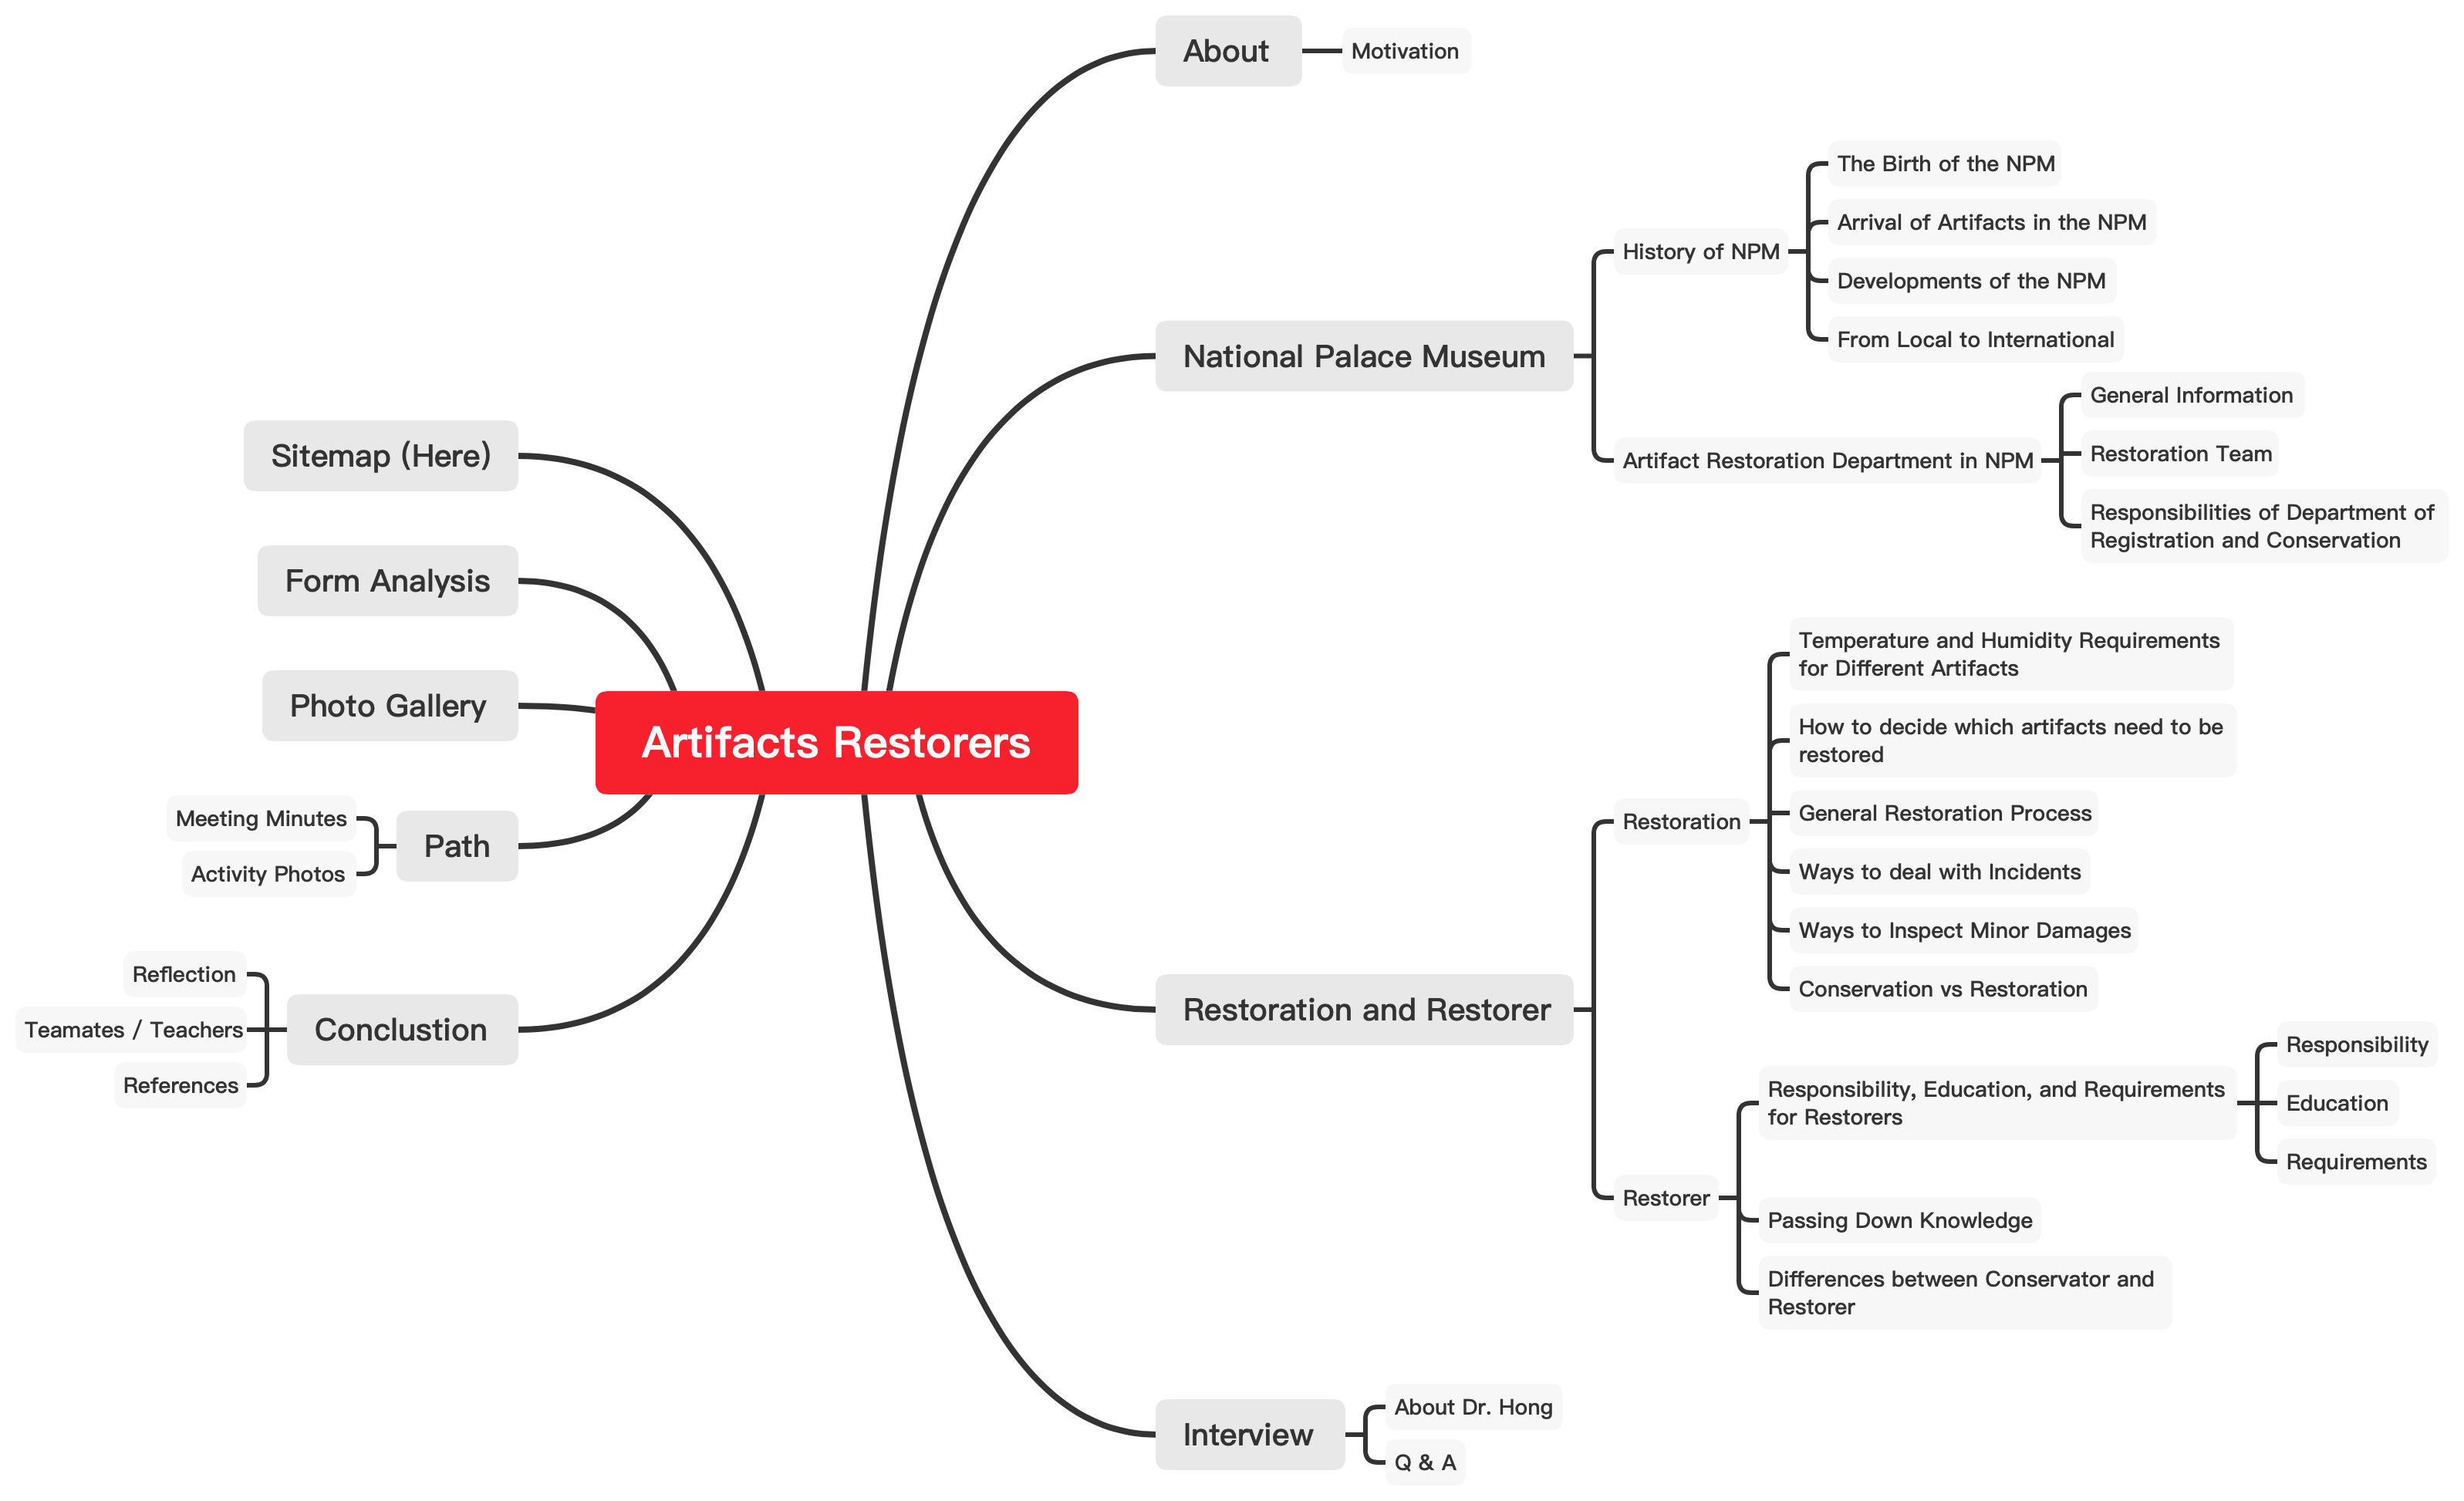 Artifacts Restorers
About
Motivation
National Palace Museum
History of NPM
The Birth of the NPM
Arrival of Artifacts in the NPM
Developments of the NPM
From Local to International
Artifact Restoration Department in NPM
General Information
Restoration Team
Responsibilities of Department of
Registration and Conservation
Restoration and Restorer
Restoration
Temperature and Humidity Requirements
for Different Artifacts
How to decide which artifacts need to be
restored
General Restoration Process
Ways to deal with Incidents
Ways to Inspect Minor Damages
Conservation vs Restoration
Restorer
Responsibility, Education, and Requirements
for Restorers
Responsibility
Education
Requirements
Passing Down Knowledge
Differences between Conservator and
Restorer
Interview
About Dr. Hong
Q & A
Sitemap (Here)
Form Analysis
Photo Gallery
Path
Meeting Minutes
Activity Photos
Conclustion
Reflection
Teamates / Teachers
References